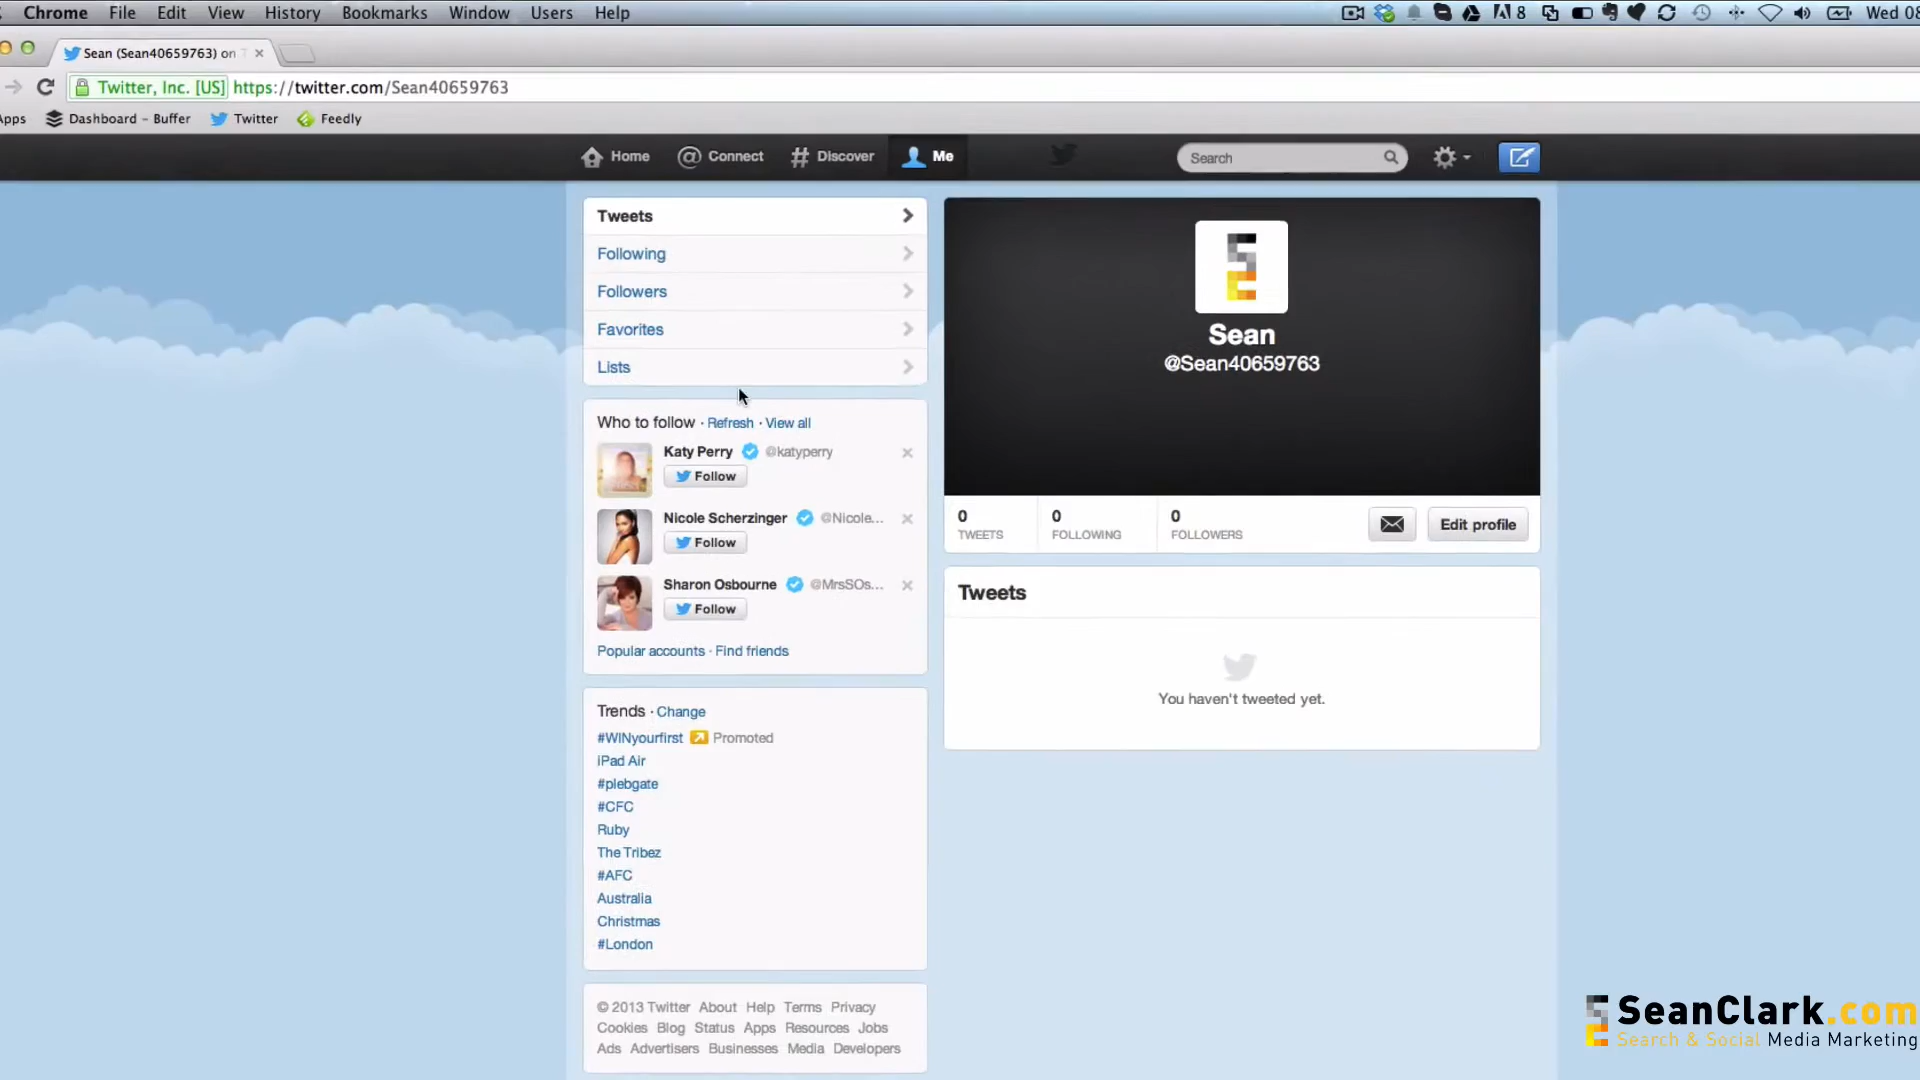 Chrome File Edit View History Bookmarks Window Users Help 8 Wed 08
Sean (Sean40659763) on
Twitter, Inc. [US] https://twitter.com/Sean40659763
Apps Dashboard - Buffer Twitter Feedly
Home @ Connect # Discover Me Search
Tweets
Following
Followers
Favorites
Lists
Who to follow · Refresh · View all
Katy Perry @katyperry
Follow
Nicole Scherzinger @Nicole...
Follow
Sharon Osbourne @MrsSOs...
Follow
Popular accounts · Find friends
Trends · Change
#WINyourfirst Promoted
iPad Air
#plebgate
#CFC
Ruby
The Tribez
#AFC
Australia
Christmas
#London
© 2013 Twitter About Help Terms Privacy
Cookies Blog Status Apps Resources Jobs
Ads Advertisers Businesses Media Developers
Sean
@Sean40659763
0 0 0
TWEETS FOLLOWING FOLLOWERS Edit profile
Tweets
You haven't tweeted yet.
SeanClark.com
Search & Social Media Marketing